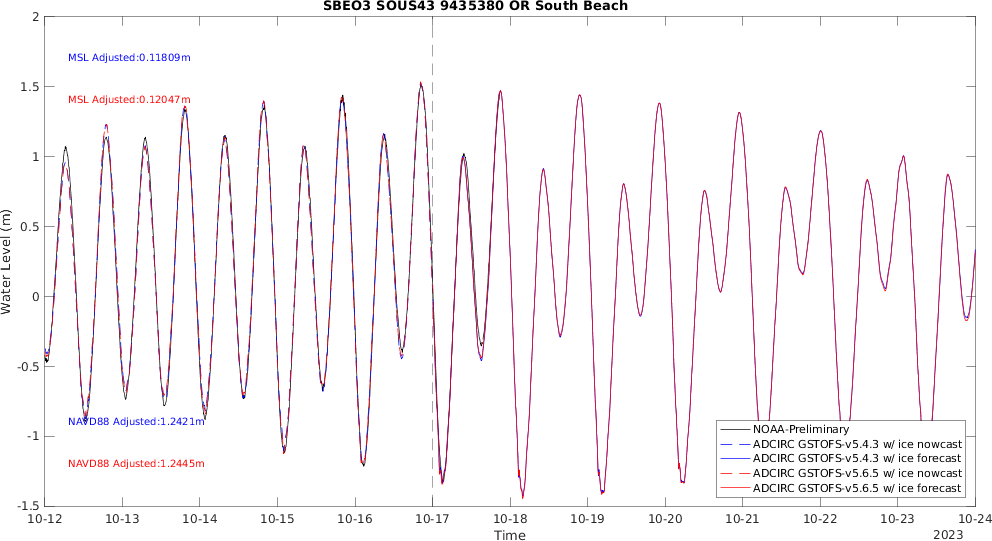 SBEO3 SOUS43 9435380 OR South Beach
2
1.5
1
0.5
0
-0.5
-1
-1.5
Water Level (m)
MSL Adjusted:0.11809m
MSL Adjusted:0.12047m
NAVD88 Adjusted:1.2421m
NAVD88 Adjusted:1.2445m
NOAA-Preliminary
ADCIRC GSTOFS-v5.4.3 w/ ice nowcast
ADCIRC GSTOFS-v5.4.3 w/ ice forecast
ADCIRC GSTOFS-v5.6.5 w/ ice nowcast
ADCIRC GSTOFS-v5.6.5 w/ ice forecast
10-12 10-13 10-14 10-15 10-16 10-17 10-18 10-19 10-20 10-21 10-22 10-23 10-24
Time
2023